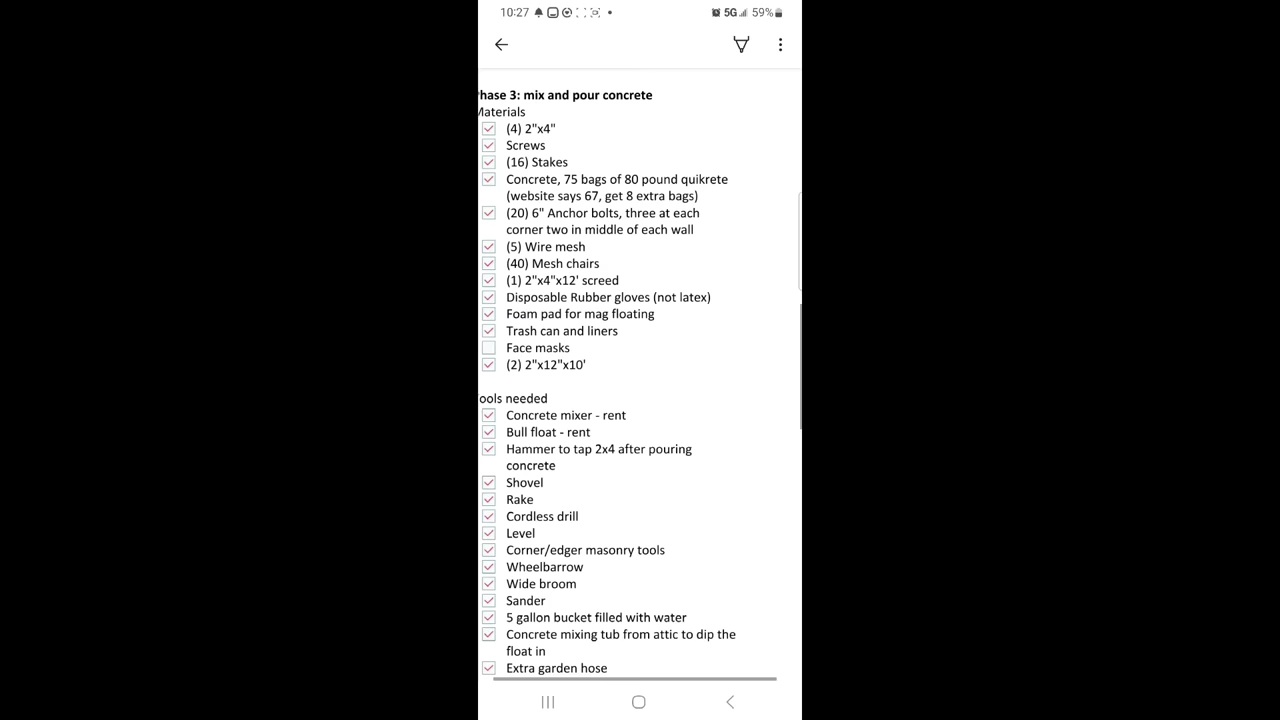 10:27
5G 59%
hase 3: mix and pour concrete
Materials
(4) 2"x4"
Screws
(16) Stakes
Concrete, 75 bags of 80 pound quikrete
(website says 67, get 8 extra bags)
(20) 6" Anchor bolts, three at each
corner two in middle of each wall
(5) Wire mesh
(40) Mesh chairs
(1) 2"x4"x12' screed
Disposable Rubber gloves (not latex)
Foam pad for mag floating
Trash can and liners
Face masks
(2) 2"x12"x10'
ools needed
Concrete mixer - rent
Bull float - rent
Hammer to tap 2x4 after pouring
concrete
Shovel
Rake
Cordless drill
Level
Corner/edger masonry tools
Wheelbarrow
Wide broom
Sander
5 gallon bucket filled with water
Concrete mixing tub from attic to dip the
float in
Extra garden hose